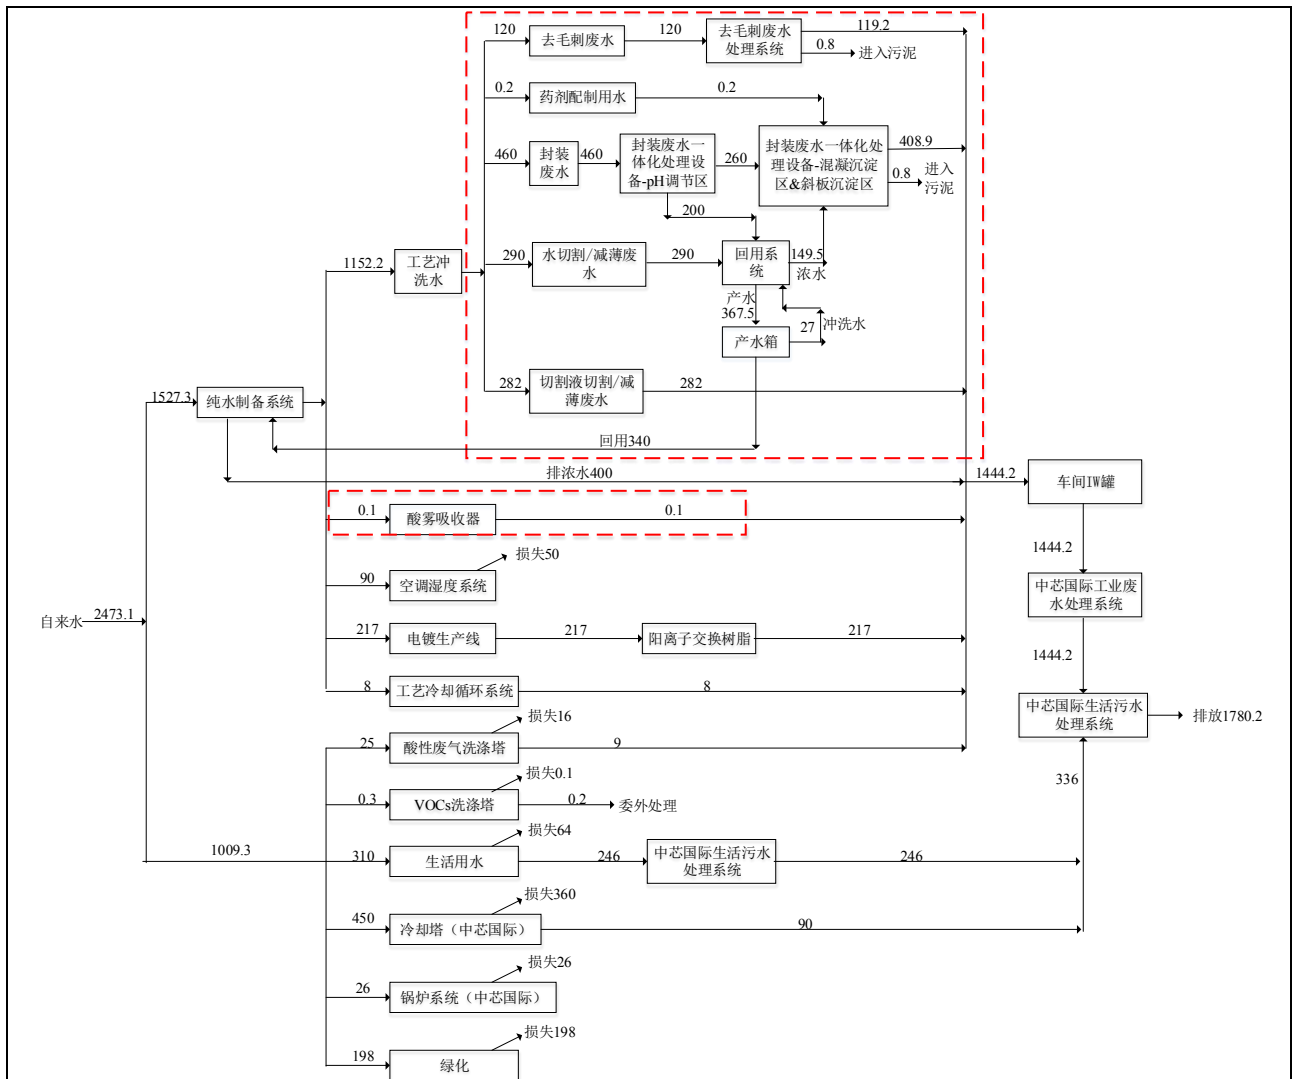 120
去毛刺废水
120
去毛刺废水
处理系统
119.2
0.8
进入污泥
0.2
药剂配制用水
0.2
460
封装
废水
460
封装废水一
体化处理设
备-pH调节区
260
封装废水一体化处
理设备-混凝沉淀
区&斜板沉淀区
408.9
0.8
进入
污泥
200
1152.2
工艺冲
洗水
290
水切割/减薄废
水
290
回用系
统
149.5
浓水
产水
367.5
产水箱
27
冲洗水
282
切割液切割/减
薄废水
282
1527.3
纯水制备系统
回用340
排浓水400
1444.2
车间IW罐
0.1
酸雾吸收器
0.1
1444.2
损失50
90
空调湿度系统
中芯国际工业废
水处理系统
自来水
2473.1
217
电镀生产线
217
阳离子交换树脂
217
1444.2
8
工艺冷却循环系统
8
中芯国际生活污水
处理系统
排放1780.2
损失16
25
酸性废气洗涤塔
9
336
损失0.1
0.3
VOCs洗涤塔
0.2
委外处理
损失64
1009.3
310
生活用水
246
中芯国际生活污水
处理系统
246
损失360
450
冷却塔（中芯国际）
90
损失26
26
锅炉系统（中芯国际）
损失198
198
绿化